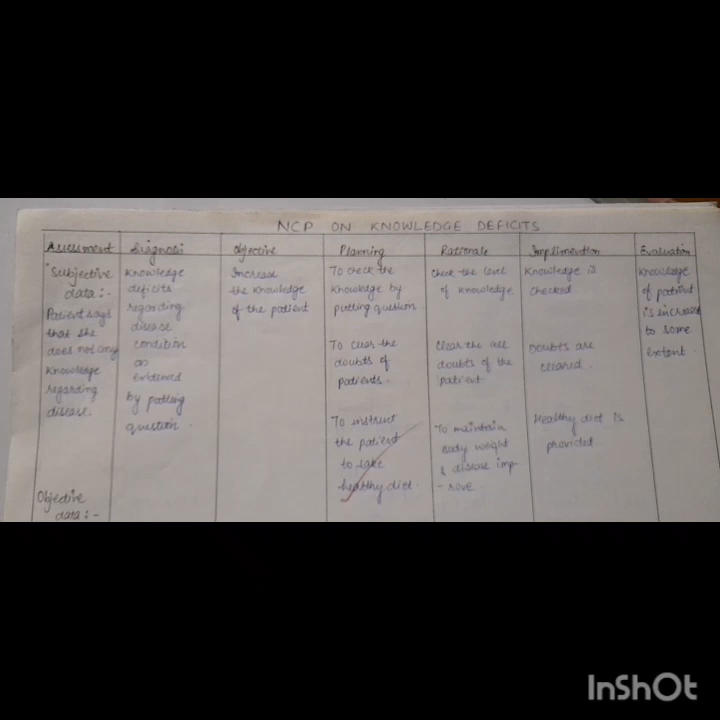 NCP ON KNOWLEDGE DEFICITS
Assessment
Subjective
data:-
Patient says
that she
does not any
Knowledge
regarding
disease.
Objective
data:-
Diagnosi
Knowledge
deficits
regarding
disease
condition
as
evidenced
by putting
question.
Objective
Increase
the Knowledge
of the patient
Planning
To check the
Knowledge by
putting question
To clear the
doubts of
patients.
To instruct
the patient
to take
healthy diet.
Rationale
check the level
of knowledge.
clear the all
doubts of the
patient
To maintain
body weight
& disease imp
- rove.
Implimention
Knowledge is
checked
Doubts are
cleared.
Healthy diet is
provided
Evaluation
Knowledge
of patient
is increase
to some
extent.
InShOt